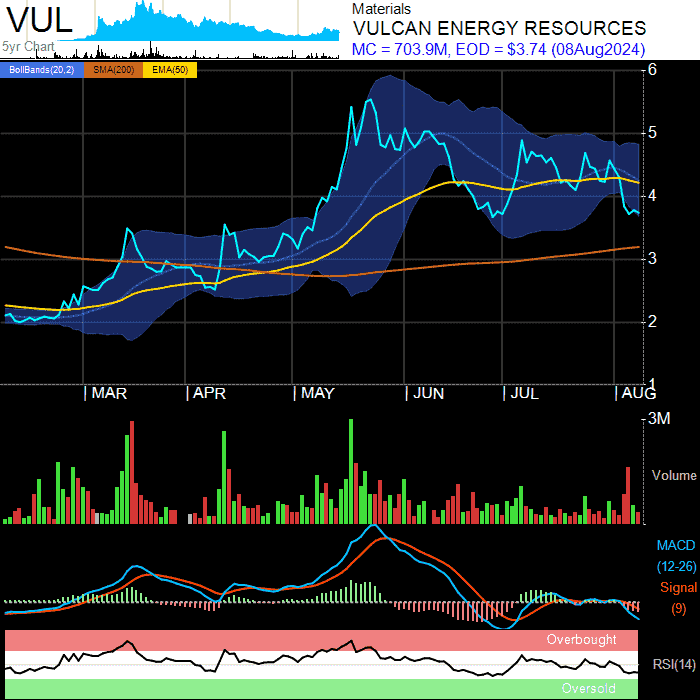 VUL
5yr Chart
Materials
VULCAN ENERGY RESOURCES
MC = 703.9M, EOD = $3.74 (08Aug2024)
BollBands(20,2) SMA(200) EMA(50)
6
5
4
3
2
1
| MAR | APR | MAY | JUN | JUL | AUG
3M
Volume
MACD
(12-26)
Signal
(9)
Overbought
RSI(14)
Oversold